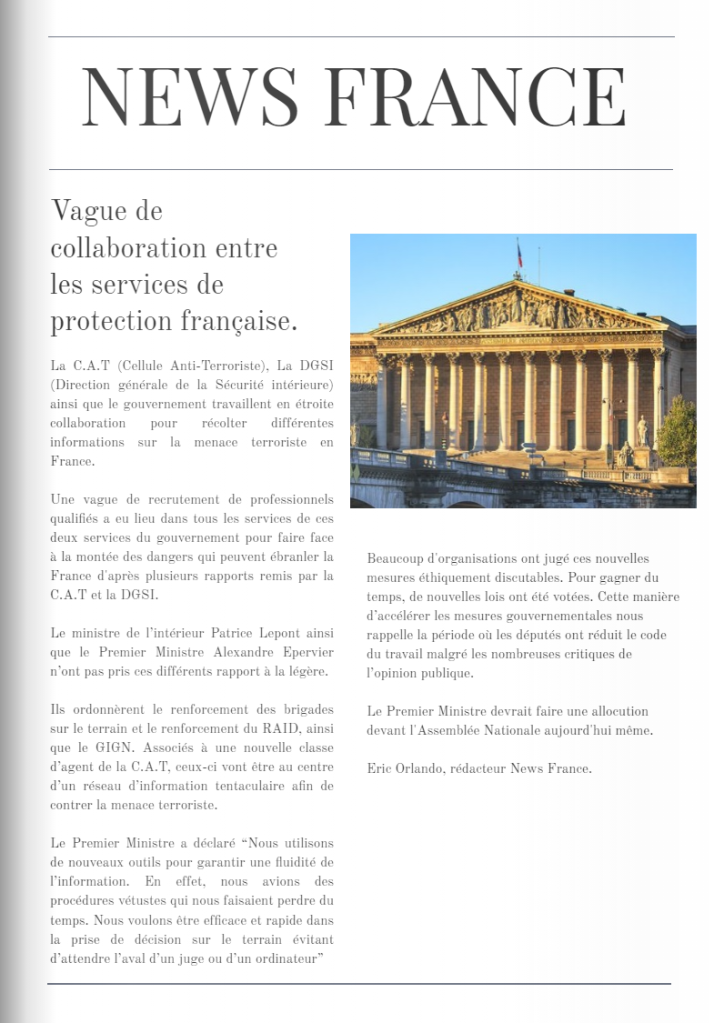 NEWS FRANCE
Vague de
collaboration entre
les services de
protection française.
La C.A.T (Cellule Anti-Terroriste), La DGSI
(Direction générale de la Sécurité intérieure)
ainsi que le gouvernement travaillent en étroite
collaboration pour récolter différentes
informations sur la menace terroriste en
France.
Une vague de recrutement de professionnels
qualifiés a eu lieu dans tous les services de ces
deux services du gouvernement pour faire face
à la montée des dangers qui peuvent ébranler la
France d'après plusieurs rapports remis par la
C.A.T et la DGSI.
Le ministre de l'intérieur Patrice Lepont ainsi
que le Premier Ministre Alexandre Epervier
n'ont pas pris ces différents rapport à la légère.
Ils ordonnèrent le renforcement des brigades
sur le terrain et le renforcement du RAID, ainsi
que le GIGN. Associés à une nouvelle classe
d'agent de la C.A.T, ceux-ci vont être au centre
d'un réseau d'information tentaculaire afin de
contrer la menace terroriste.
Le Premier Ministre a déclaré “Nous utilisons
de nouveaux outils pour garantir une fluidité de
l'information. En effet, nous avions des
procédures vétustes qui nous faisaient perdre du
temps. Nous voulons être efficace et rapide dans
la prise de décision sur le terrain évitant
d'attendre l'aval d'un juge ou d'un ordinateur”
Beaucoup d'organisations ont jugé ces nouvelles
mesures éthiquement discutables. Pour gagner du
temps, de nouvelles lois ont été votées. Cette manière
d'accélérer les mesures gouvernementales nous
rappelle la période où les députés ont réduit le code
du travail malgré les nombreuses critiques de
l'opinion publique.
Le Premier Ministre devrait faire une allocution
devant l'Assemblée Nationale aujourd'hui même.
Eric Orlando, rédacteur News France.